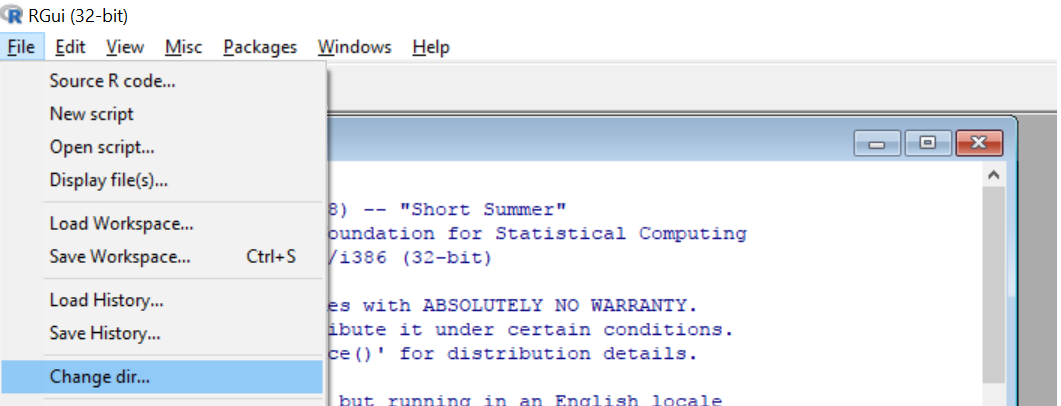 RGui (32-bit)
File Edit View Misc Packages Windows Help
Source R code...
New script
Open script...
Display file(s)...
Load Workspace...
Save Workspace... Ctrl+S
Load History...
Save History...
Change dir...
8) -- "Short Summer"
oundation for Statistical Computing
/i386 (32-bit)
es with ABSOLUTELY NO WARRANTY.
ibute it under certain conditions.
ce()' for distribution details.
but running in an English locale